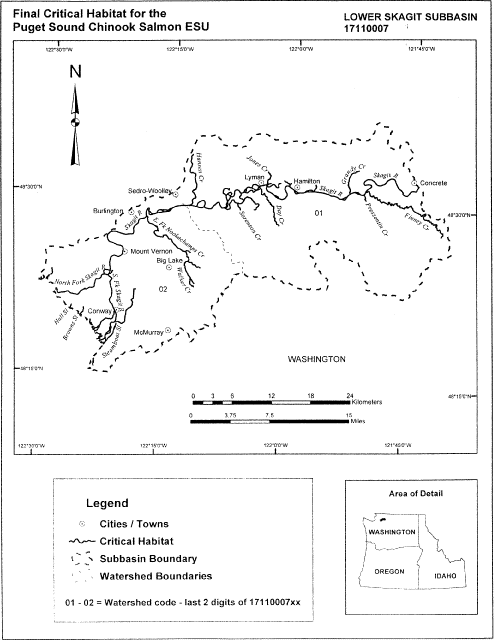 Final Critical Habitat for the
Puget Sound Chinook Salmon ESU
LOWER SKAGIT SUBBASIN
17110007
122°30'0"W
122°15'0"W
122°0'0"W
121°45'0"W
N
Hansen Cr
Jones Cr
Lyman
Hamilton
Grandy Cr
Skagit R
Concrete
48°30'0"N
Sedro-Woolley
Skagit R
48°30'0"N
Burlington
Skagit R
Sorenson Cr
Day Cr
01
Finney Cr
E. Fk Nookachamps Cr
Mount Vernon
Big Lake
Walker Cr
North Fork Skagit R
S. Fk Skagit R
02
Hall Sl
Browns Sl
Conway
Steamboat Sl
McMurray
WASHINGTON
48°15'0"N
48°15'0"N
0 3 6 12 18 24
Kilometers
0 3.75 7.5 15
Miles
122°30'0"W
122°15'0"W
122°0'0"W
121°45'0"W
Legend
Cities / Towns
Critical Habitat
Subbasin Boundary
Watershed Boundaries
01 - 02 = Watershed code - last 2 digits of 17110007xx
Area of Detail
WASHINGTON
OREGON
IDAHO